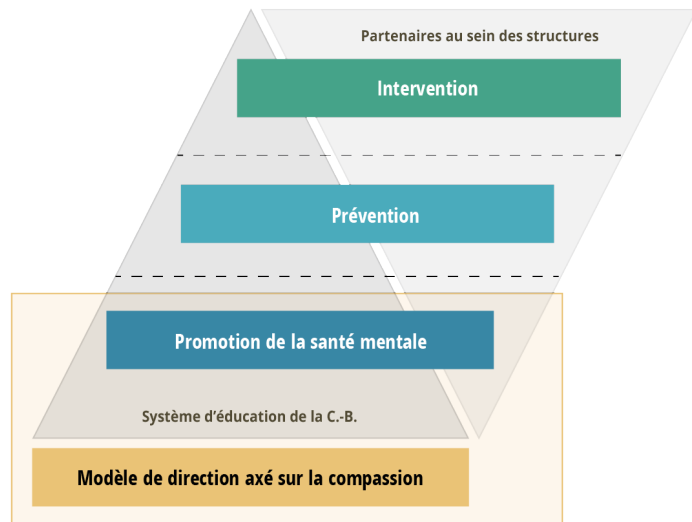 Partenaires au sein des structures
Intervention
Prévention
Promotion de la santé mentale
Système d'éducation de la C.-B.
Modèle de direction axé sur la compassion